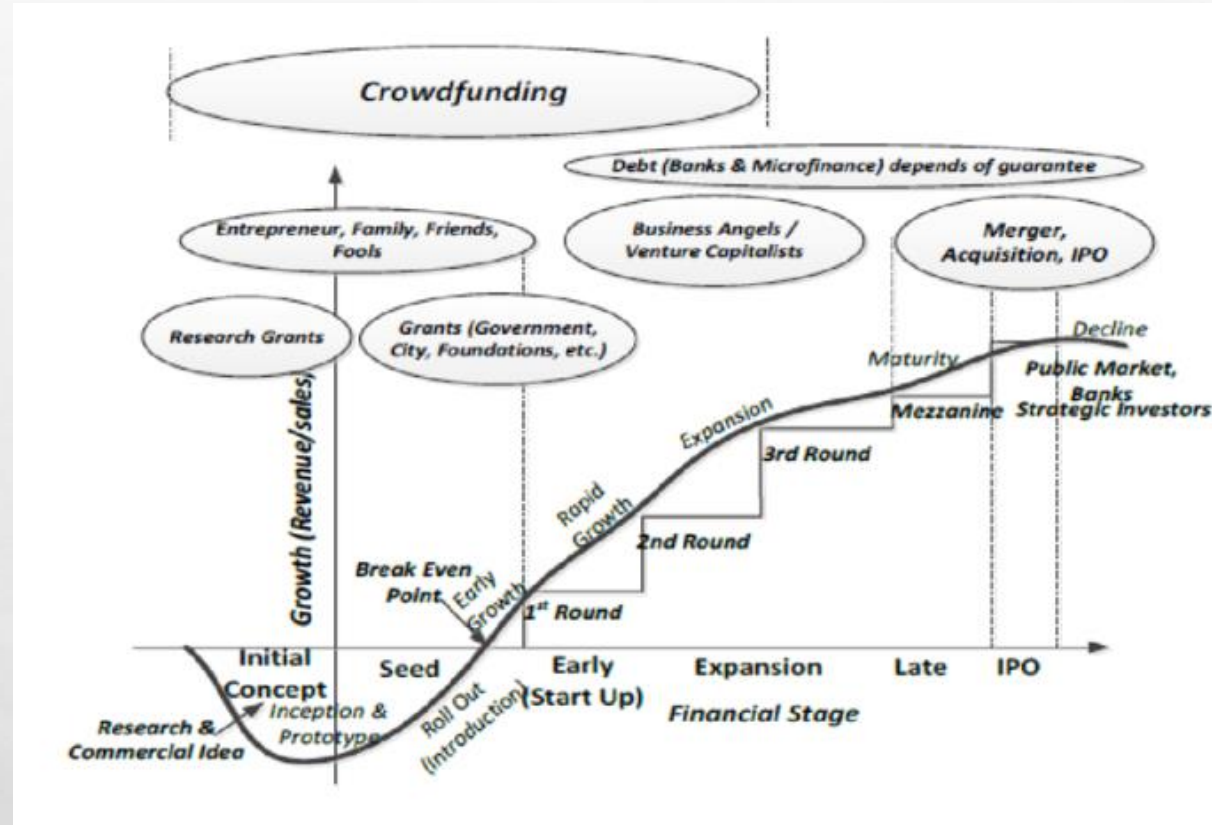 Crowdfunding
Debt (Banks & Microfinance) depends of guarantee
Entrepreneur, Family, Friends,
Fools
Business Angels /
Venture Capitalists
Merger,
Acquisition, IPO
Research Grants
Grants (Government,
City, Foundations, etc.)
Growth (Revenue/sales,
Decline
Maturity
Public Market,
Banks
Mezzanine
Strategic Investors
Expansion
3rd Round
Rapid
Growth
2nd Round
Break Even
Point
Early
Growth
1st Round
Initial
Concept
Seed
Early
(Start Up)
Expansion
Late
IPO
Financial Stage
Research &
Commercial Idea
Inception &
Prototype
Roll Out
(Introduction)